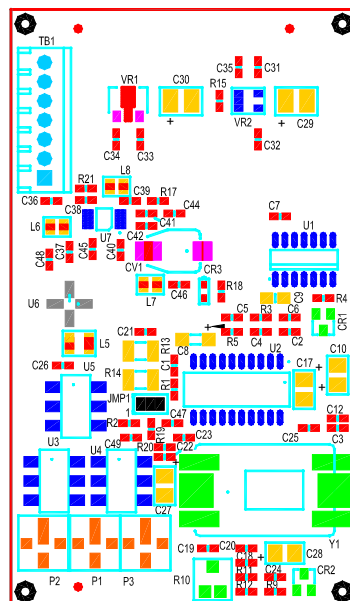 TB1
VR1
C30
C35
C31
R15
VR2
C29
C34
C33
C32
L8
R21
C36
C38
C39
R17
C42
C41
C44
C7
L6
U7
U1
C48
C37
C45
C40
CV1
CR3
L7
C46
R18
U6
R3
C9
R4
C5
C6
CR1
C21
R13
C8
R5
C4
C2
L5
U2
C26
R14
C1
C17
C10
U5
R1
JMP1
R2
C47
C12
U3
U4
C49
R20
R19
C22
C23
C25
C3
C27
C19
C20
C18
C28
Y1
R10
R11
C24
CR2
R12
R9
P2
P1
P3